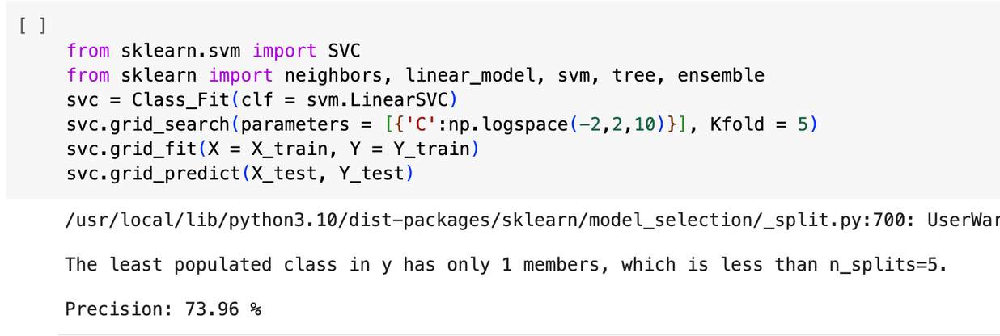 [ ]
from sklearn.svm import SVC
from sklearn import neighbors, linear_model, svm, tree, ensemble
svc = Class_Fit(clf = svm.LinearSVC)
svc.grid_search(parameters = [{'C':np.logspace(-2,2,10)}], Kfold = 5)
svc.grid_fit(X = X_train, Y = Y_train)
svc.grid_predict(X_test, Y_test)
/usr/local/lib/python3.10/dist-packages/sklearn/model_selection/_split.py:700: UserWar
The least populated class in y has only 1 members, which is less than n_splits=5.
Precision: 73.96 %